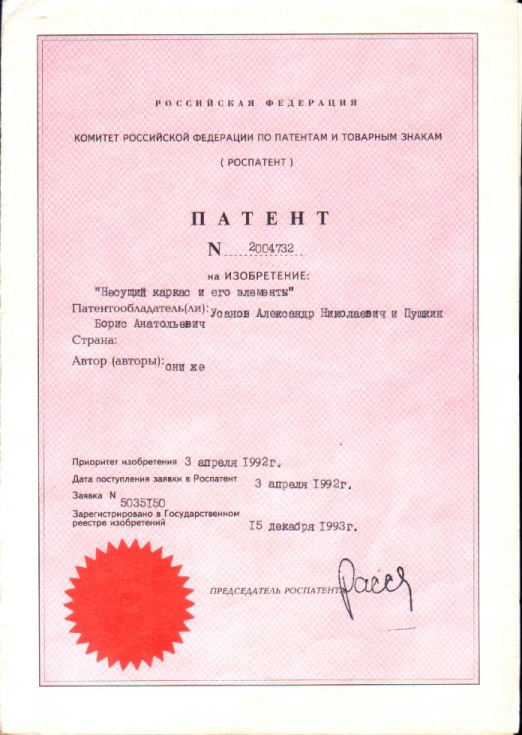 РОССИЙСКАЯ ФЕДЕРАЦИЯ
КОМИТЕТ РОССИЙСКОЙ ФЕДЕРАЦИИ ПО ПАТЕНТАМ И ТОВАРНЫМ ЗНАКАМ
( РОСПАТЕНТ )
ПАТЕНТ
N 2004732
на ИЗОБРЕТЕНИЕ:
"Несущий каркас и его элементы"
Патентообладатель(ли): Усанов Александр Николаевич и Пушкин
Борис Анатольевич
Страна:
Автор (авторы): они же
Приоритет изобретения 3 апреля 1992г.
Дата поступления заявки в Роспатент 3 апреля 1992г.
Заявка N 5035150
Зарегистрировано в Государственном
реестре изобретений 15 декабря 1993г.
ПРЕДСЕДАТЕЛЬ РОСПАТЕНТА